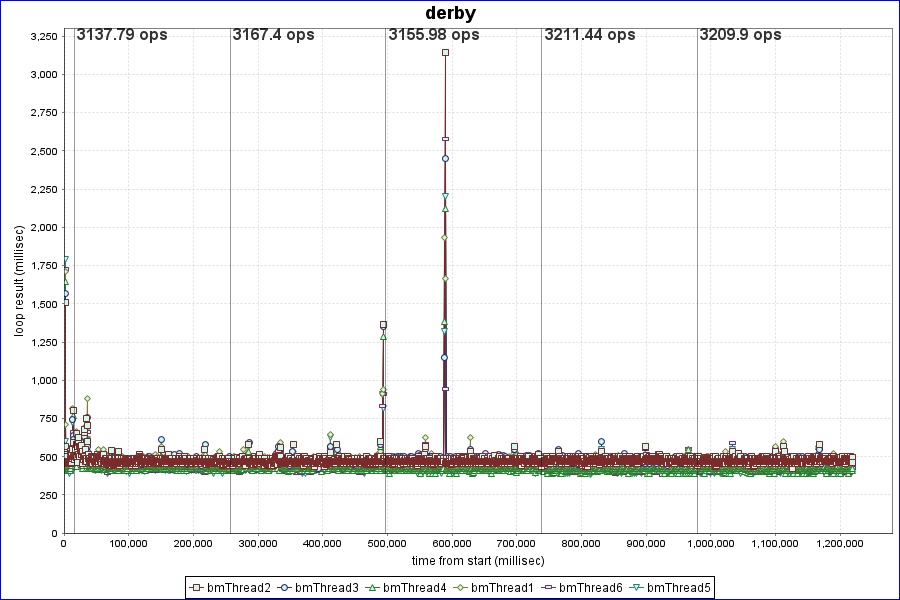 derby
3137.79 ops 3167.4 ops 3155.98 ops 3211.44 ops 3209.9 ops
3,250
3,000
2,750
2,500
2,250
2,000
1,750
1,500
1,250
1,000
750
500
250
0
loop result (millisec)
0 100,000 200,000 300,000 400,000 500,000 600,000 700,000 800,000 900,000 1,000,000 1,100,000 1,200,000
time from start (millisec)
bmThread2 bmThread3 bmThread4 bmThread1 bmThread6 bmThread5